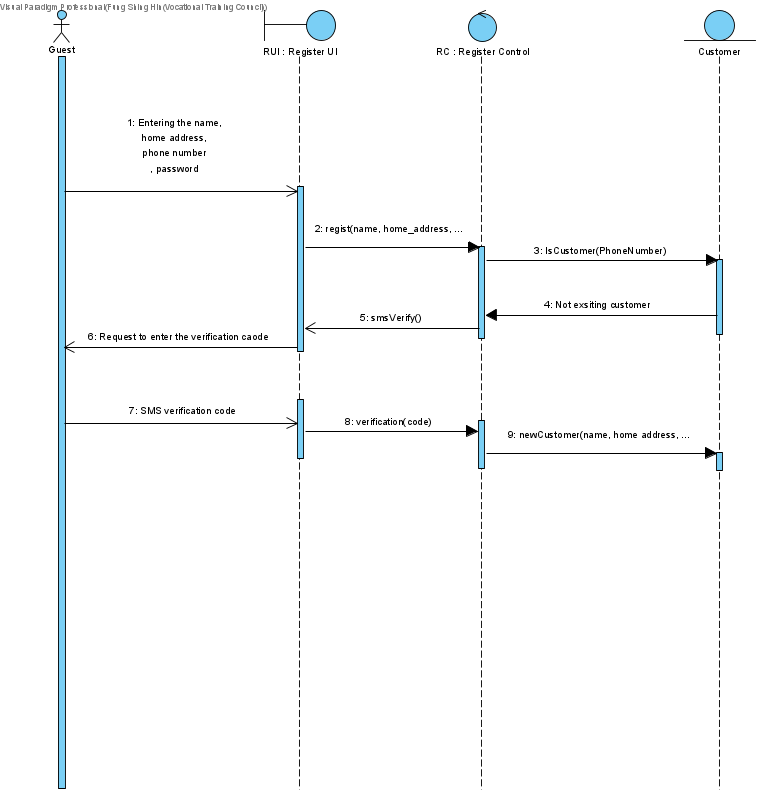 Visual Paradigm Professional(Fung Shing Hin(Vocational Training Council))
Guest
RUI : Register UI
RC : Register Control
Customer
1: Entering the name,
home address,
phone number
, password
2: regist(name, home_address, ...
3: IsCustomer(PhoneNumber)
4: Not exsiting customer
5: smsVerify()
6: Request to enter the verification caode
7: SMS verification code
8: verification(code)
9: newCustomer(name, home address, ...